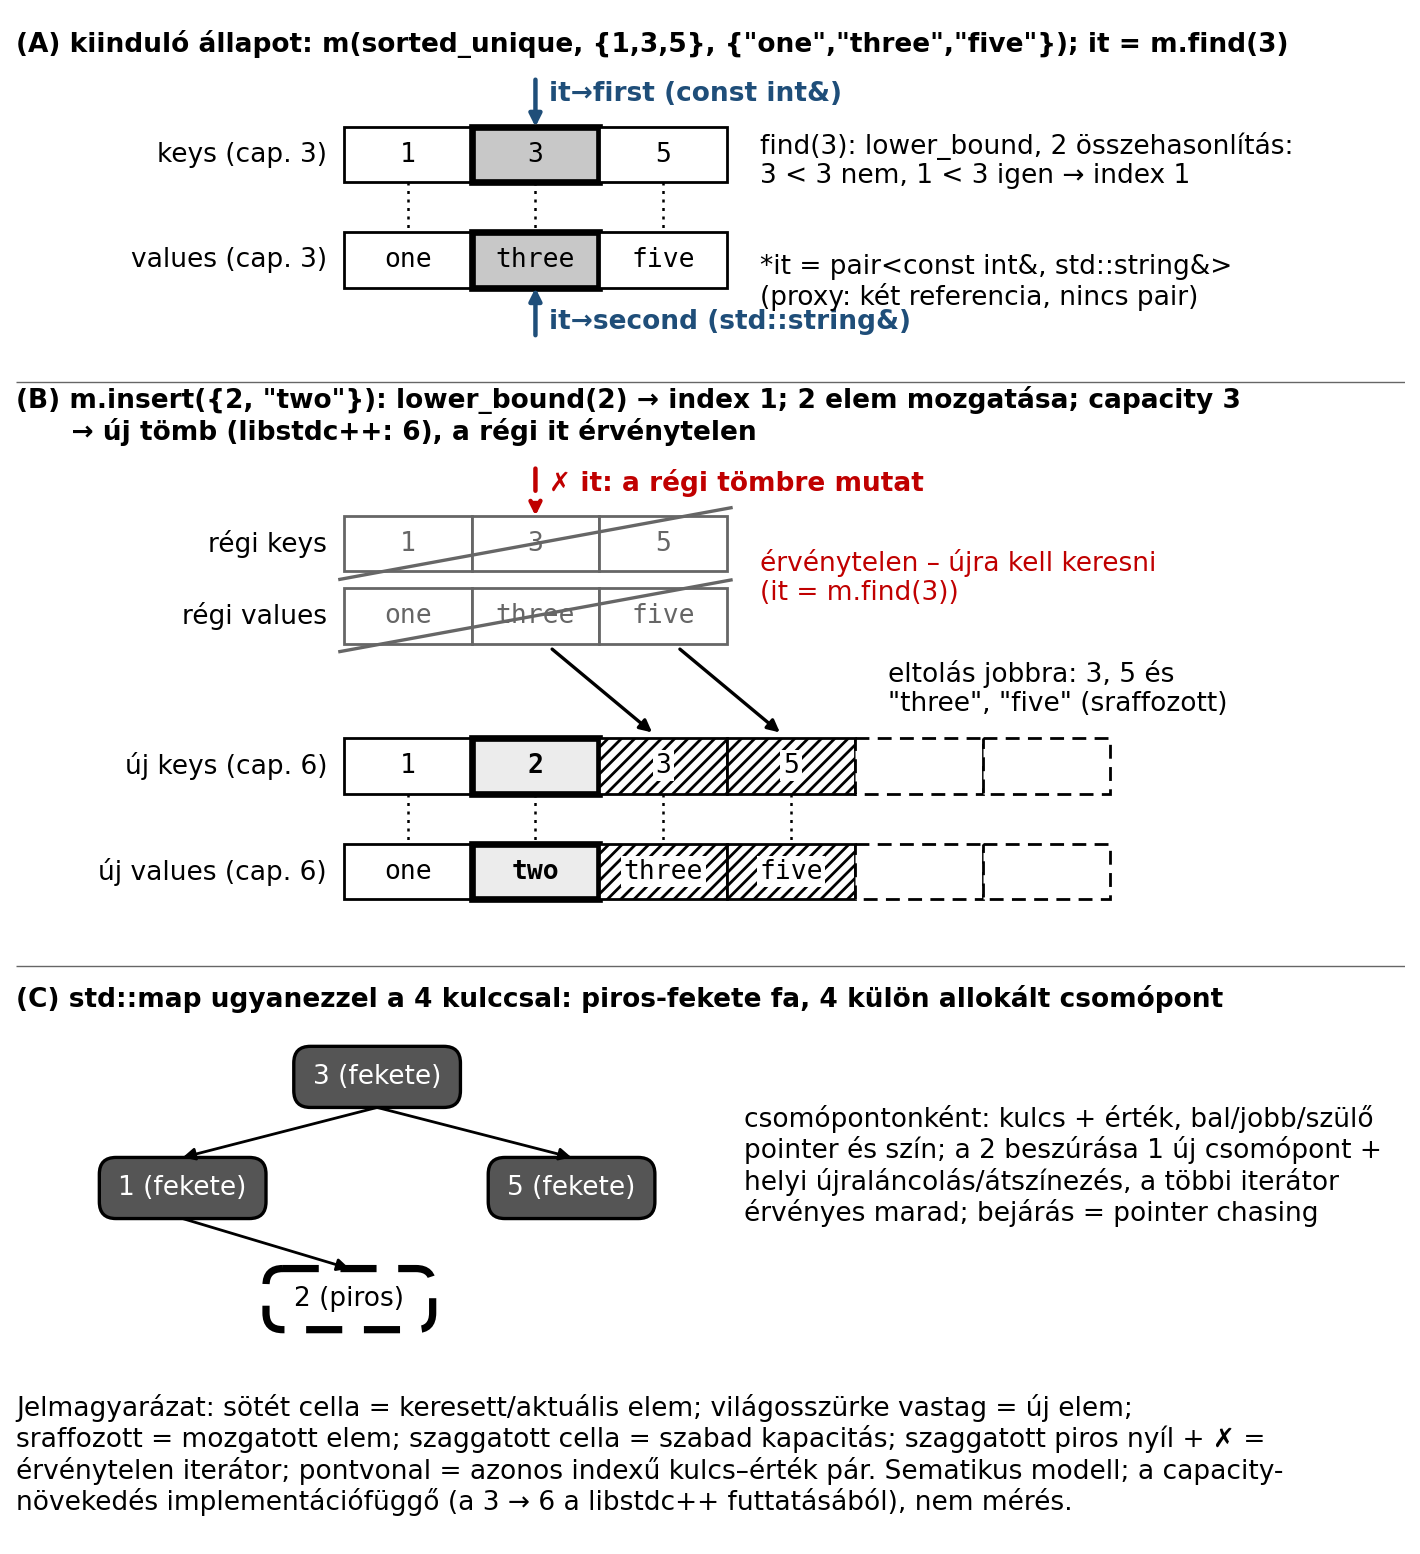 (A) kiinduló állapot: m(sorted_unique, {1,3,5}, {"one","three","five"}); it = m.find(3)
it→first (const int&)
keys (cap. 3) 1 3 5
find(3): lower_bound, 2 összehasonlítás:
3 < 3 nem, 1 < 3 igen → index 1
values (cap. 3) one three five
*it = pair<const int&, std::string&>
(proxy: két referencia, nincs pair)
it→second (std::string&)
(B) m.insert({2, "two"}): lower_bound(2) → index 1; 2 elem mozgatása; capacity 3
→ új tömb (libstdc++: 6), a régi it érvénytelen
✗ it: a régi tömbre mutat
régi keys 1 3 5
érvénytelen – újra kell keresni
(it = m.find(3))
régi values one three five
eltolás jobbra: 3, 5 és
"three", "five" (sraffozott)
új keys (cap. 6) 1 2 3 5
új values (cap. 6) one two three five
(C) std::map ugyanezzel a 4 kulccsal: piros-fekete fa, 4 külön allokált csomópont
3 (fekete)
1 (fekete) 5 (fekete)
2 (piros)
csomópontonként: kulcs + érték, bal/jobb/szülő
pointer és szín; a 2 beszúrása 1 új csomópont +
helyi újraláncolás/átszínezés, a többi iterátor
érvényes marad; bejárás = pointer chasing
Jelmagyarázat: sötét cella = keresett/aktuális elem; világosszürke vastag = új elem;
sraffozott = mozgatott elem; szaggatott cella = szabad kapacitás; szaggatott piros nyíl + ✗ =
érvénytelen iterátor; pontvonal = azonos indexű kulcs–érték pár. Sematikus modell; a capacity-
növekedés implementációfüggő (a 3 → 6 a libstdc++ futtatásából), nem mérés.